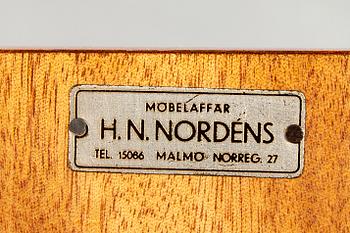 MÖBELAFFÄR
H. N. NORDÉNS
TEL. 15086 MALMÖ NORREG. 27